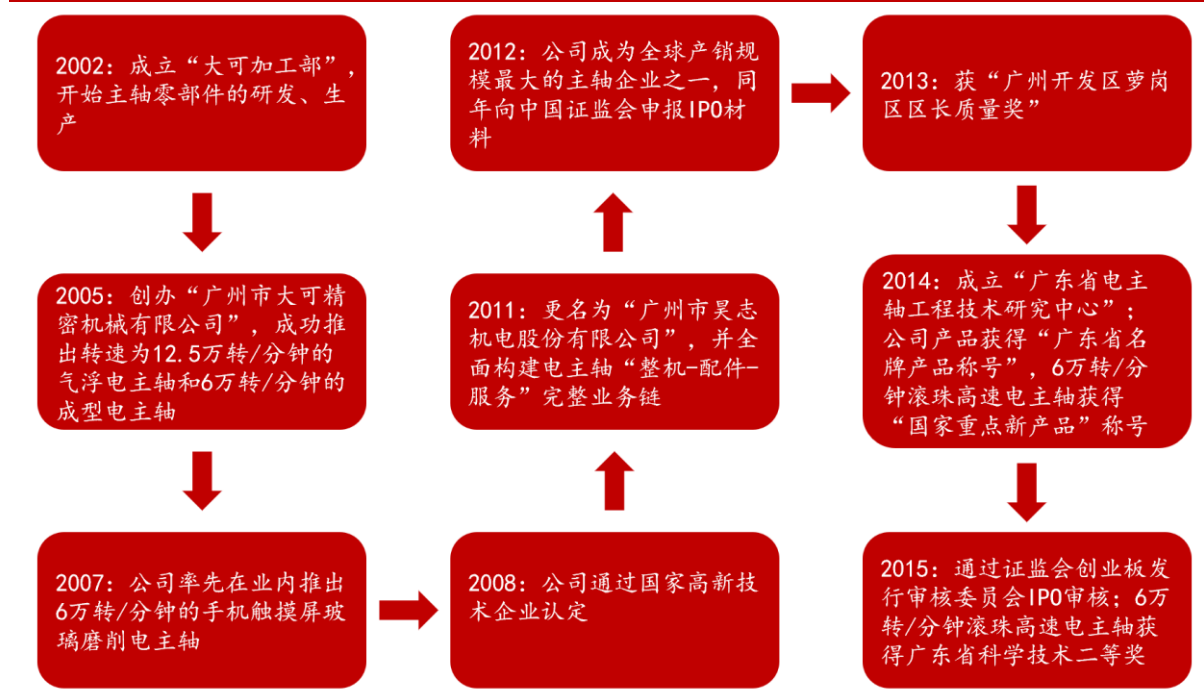 2002：成立“大可加工部”，
开始主轴零部件的研发、生
产
2005：创办“广州市大可精
密机械有限公司”，成功推
出转速为12.5万转/分钟的
气浮电主轴和6万转/分钟的
成型电主轴
2007：公司率先在业内推出
6万转/分钟的手机触摸屏玻
璃磨削电主轴
2008：公司通过国家高新技
术企业认定
2011：更名为“广州市昊志
机电股份有限公司”，并全
面构建电主轴“整机-配件-
服务”完整业务链
2012：公司成为全球产销规
模最大的主轴企业之一，同
年向中国证监会申报IPO材
料
2013：获“广州开发区萝岗
区区长质量奖”
2014：成立“广东省电主
轴工程技术研究中心”；
公司产品获得“广东省名
牌产品称号”，6万转/分
钟滚珠高速电主轴获得
“国家重点新产品”称号
2015：通过证监会创业板发
行审核委员会IPO审核；6万
转/分钟滚珠高速电主轴获
得广东省科学技术二等奖